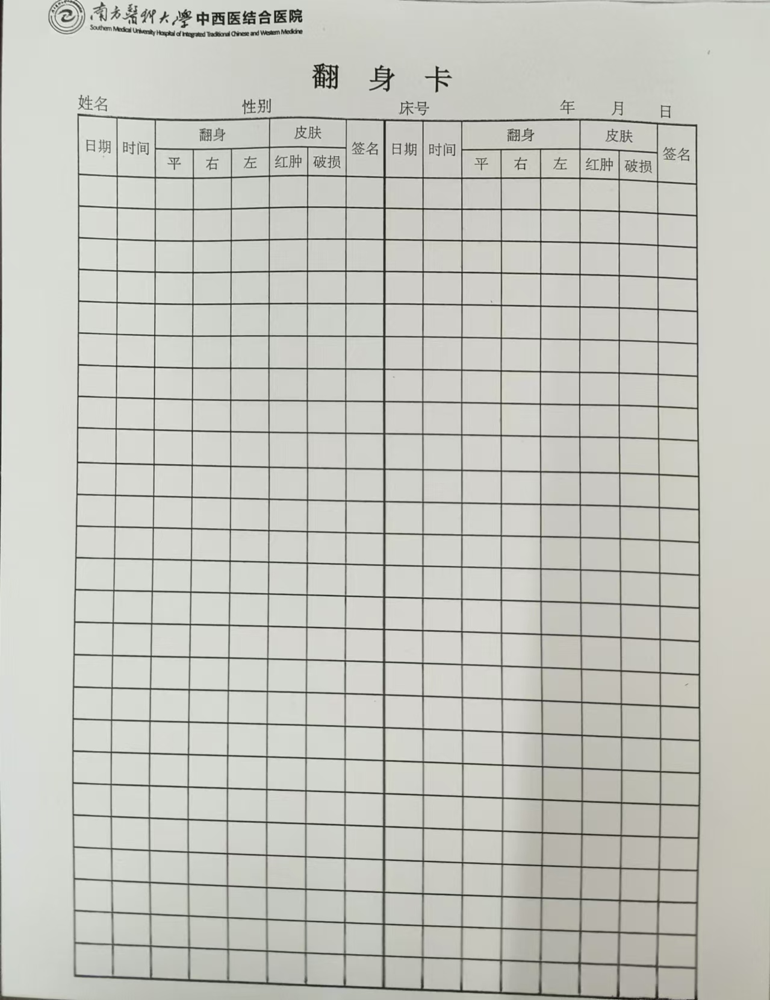 南方醫科大學中西医结合医院
Southern Medical University Hospital of Integrated Traditional Chinese and Western Medicine
翻 身 卡
姓名 性别 床号 年 月 日
日期 时间 翻身 皮肤 签名 日期 时间 翻身 皮肤 签名
平 右 左 红肿 破损 平 右 左 红肿 破损